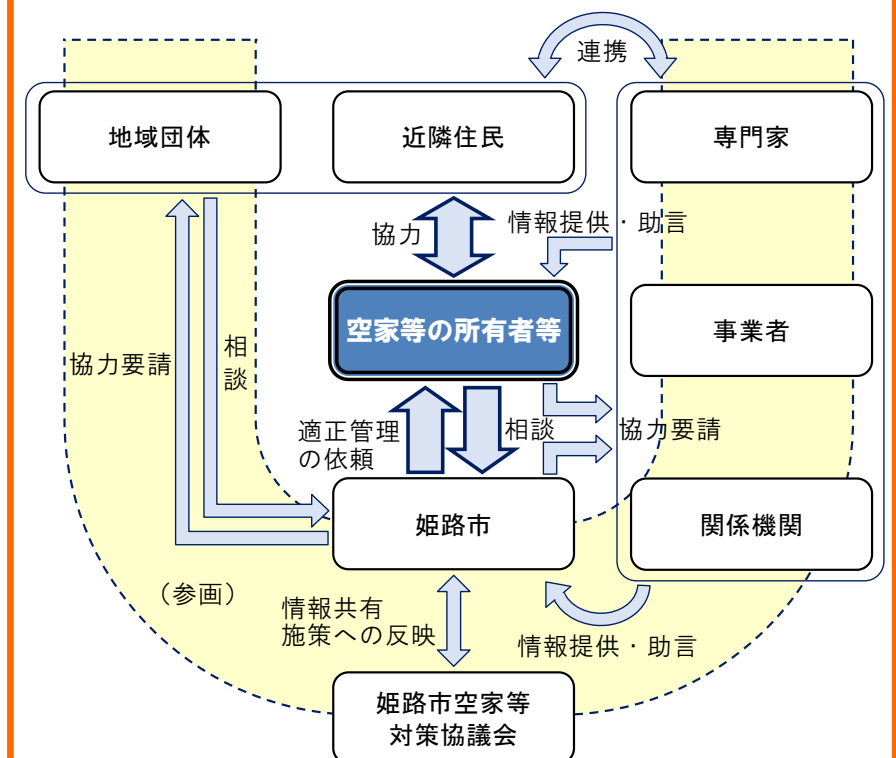 連携
地域団体
近隣住民
専門家
協力
情報提供・助言
空家等の所有者等
事業者
協力要請
相談
適正管理
の依頼
相談
協力要請
姫路市
関係機関
（参画）
情報共有
施策への反映
情報提供・助言
姫路市空家等
対策協議会